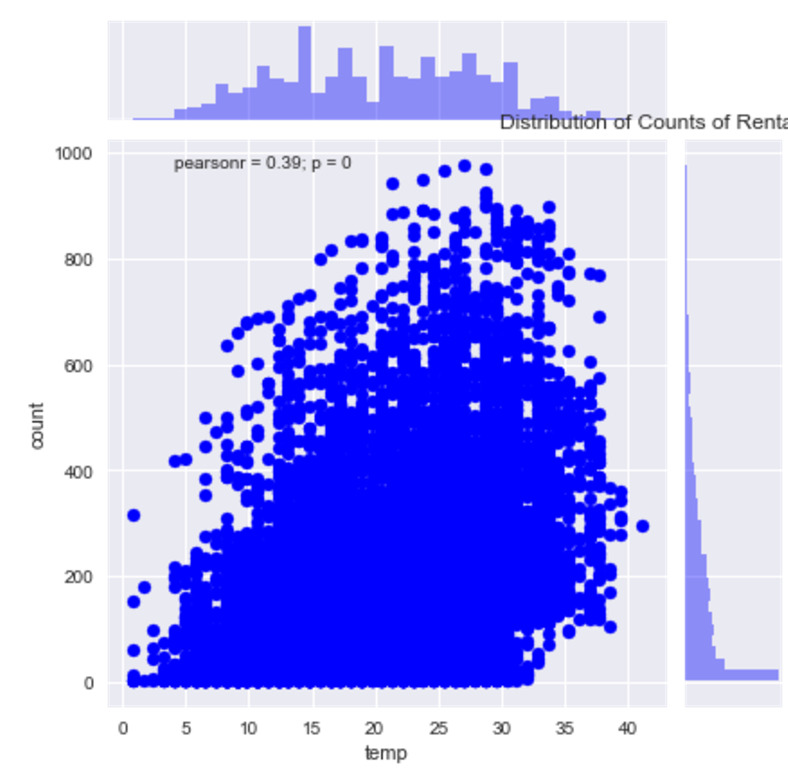 Distribution of Counts of Renta
pearsonr = 0.39; p = 0
1000
800
600
400
200
0
count
0 5 10 15 20 25 30 35 40
temp